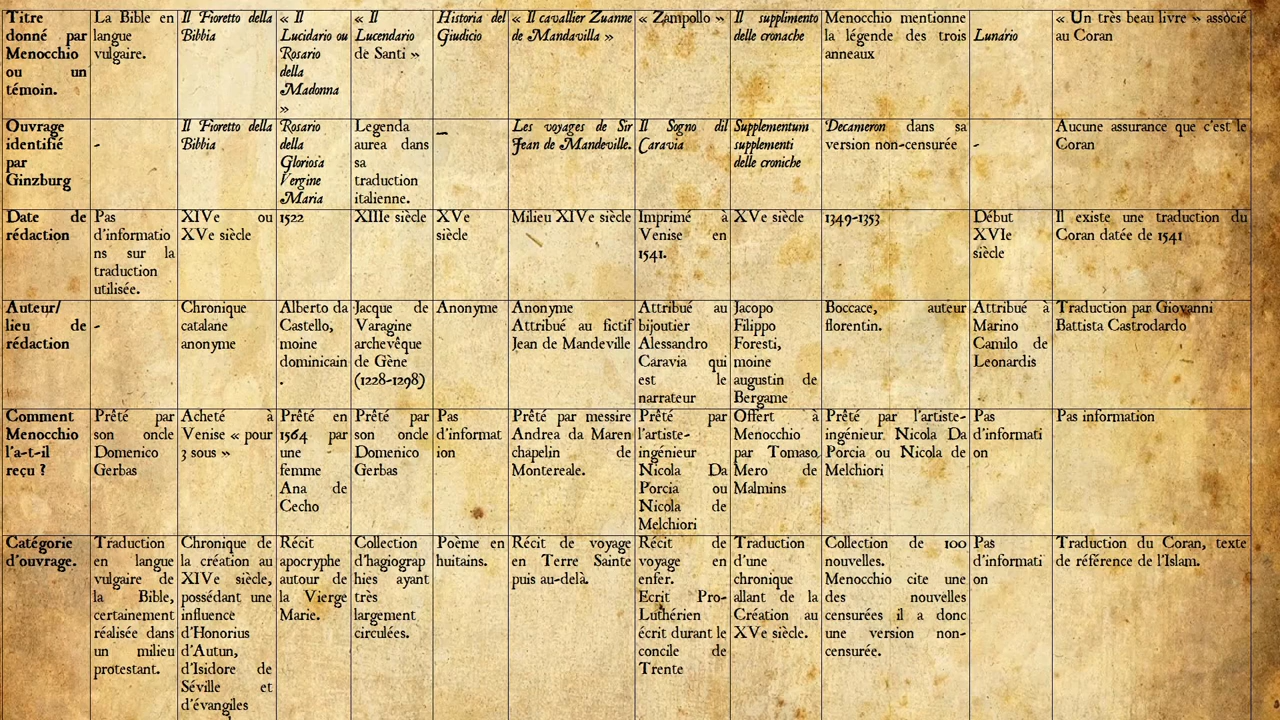 Titre
donné par
Menocchio
ou un
témoin.
La Bible en
langue
vulgaire.
Il Fioretto della
Bibbia
« Il
Lucidario ou
Rosario
della
Madonna
»
« Il
Lucendario
de Santi »
Historia del
Giudicio
« Il cavallier Zuanne
de Mandavilla »
« Zampollo »
Il supplimento
delle cronache
Menocchio mentionne
la légende des trois
anneaux
Lunario
« Un très beau livre » associé
au Coran
Ouvrage
identifié
par
Ginzburg
-
Il Fioretto della
Bibbia
Rosario
della
Gloriosa
Vergine
Maria
Legenda
aurea dans
sa
traduction
italienne.
–
Les voyages de Sir
Jean de Mandeville.
Il Sogno dil
Caravia
Supplementum
supplementi
delle croniche
Decameron dans sa
version non-censurée
-
Aucune assurance que c'est le
Coran
Date de
rédaction
Pas
d'informatio
ns sur la
traduction
utilisée.
XIVe ou
XVe siècle
1522
XIIIe siècle
XVe
siècle
Milieu XIVe siècle
Imprimé à
Venise en
1541.
XVe siècle
1349-1353
Début
XVIe
siècle
Il existe une traduction du
Coran datée de 1541
Auteur/
lieu de
rédaction
-
Chronique
catalane
anonyme
Alberto da
Castello,
moine
dominicain
.
Jacque de
Varagine
archevêque
de Gène
(1228-1298)
Anonyme
Anonyme
Attribué au fictif
Jean de Mandeville
Attribué au
bijoutier
Alessandro
Caravia qui
est le
narrateur
Jacopo
Filippo
Foresti,
moine
augustin de
Bergame
Boccace, auteur
florentin.
Attribué à
Marino
Camilo de
Leonardis
Traduction par Giovanni
Battista Castrodardo
Comment
Menocchio
l'a-t-il
reçu ?
Prêté par
son oncle
Domenico
Gerbas
Acheté à
Venise « pour
3 sous »
Prêté en
1564 par
une
femme
Ana de
Cecho
Prêté par
son oncle
Domenico
Gerbas
Pas
d'informat
ion
Prêté par messire
Andrea da Maren
chapelin de
Montereale.
Prêté par
l'artiste-
ingénieur
Nicola Da
Porcia ou
Nicola de
Melchiori
Offert à
Menocchio
par Tomaso
Mero de
Malmins
Prêté par l'artiste-
ingénieur Nicola Da
Porcia ou Nicola de
Melchiori
Pas
d'informati
on
Pas information
Catégorie
d'ouvrage.
Traduction
en langue
vulgaire de
la Bible,
certainement
réalisée dans
un milieu
protestant.
Chronique de
la création au
XIVe siècle,
possédant une
influence
d'Honorius
d'Autun,
d'Isidore de
Séville et
d'évangiles
Récit
apocryphe
autour de
la Vierge
Marie.
Collection
d'hagiograp
hies ayant
très
largement
circulées.
Poème en
huitains.
Récit de voyage
en Terre Sainte
puis au-delà.
Récit de
voyage en
enfer.
Ecrit Pro-
Luthérien
écrit durant le
concile de
Trente
Traduction
d'une
chronique
allant de la
Création au
XVe siècle.
Collection de 100
nouvelles.
Menocchio cite une
des nouvelles
censurées il a donc
une version non-
censurée.
Pas
d'informati
on
Traduction du Coran, texte
de référence de l'Islam.